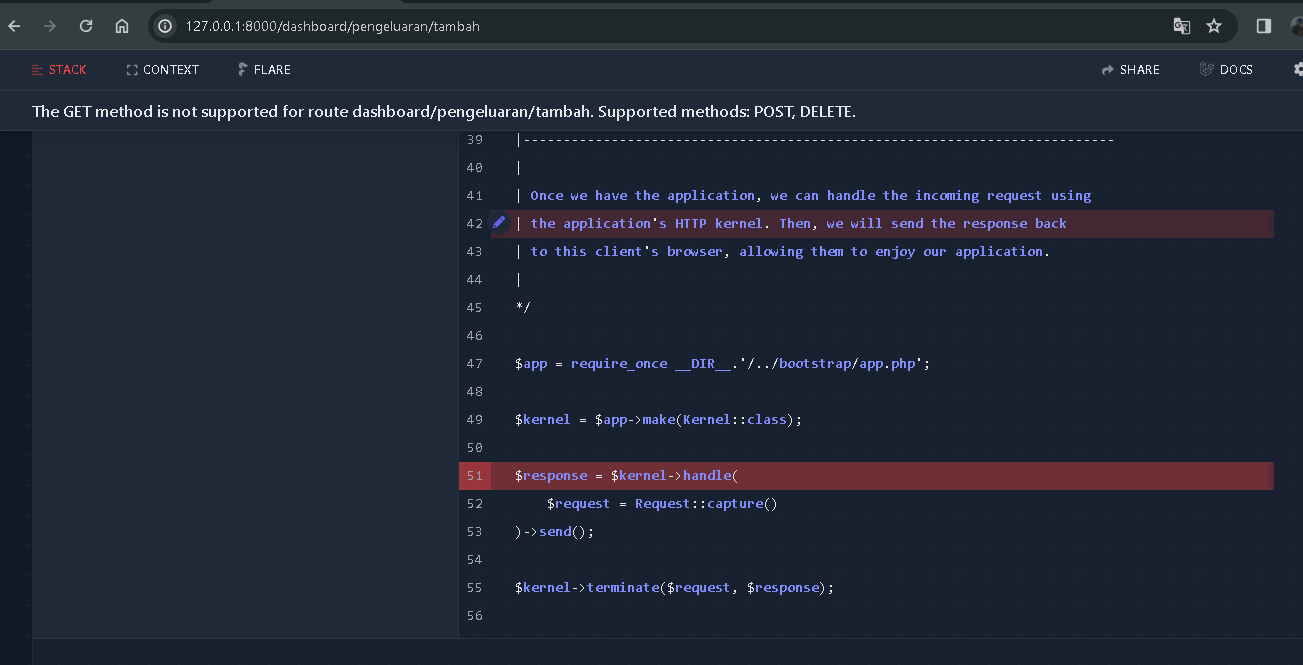 127.0.0.1:8000/dashboard/pengeluaran/tambah
STACK CONTEXT FLARE SHARE DOCS
The GET method is not supported for route dashboard/pengeluaran/tambah. Supported methods: POST, DELETE.
39 |--------------------------------------------------------------------------
40 |
41 | Once we have the application, we can handle the incoming request using
42 | the application's HTTP kernel. Then, we will send the response back
43 | to this client's browser, allowing them to enjoy our application.
44 |
45 */
46
47 $app = require_once __DIR__.'/../bootstrap/app.php';
48
49 $kernel = $app->make(Kernel::class);
50
51 $response = $kernel->handle(
52     $request = Request::capture()
53 )->send();
54
55 $kernel->terminate($request, $response);
56